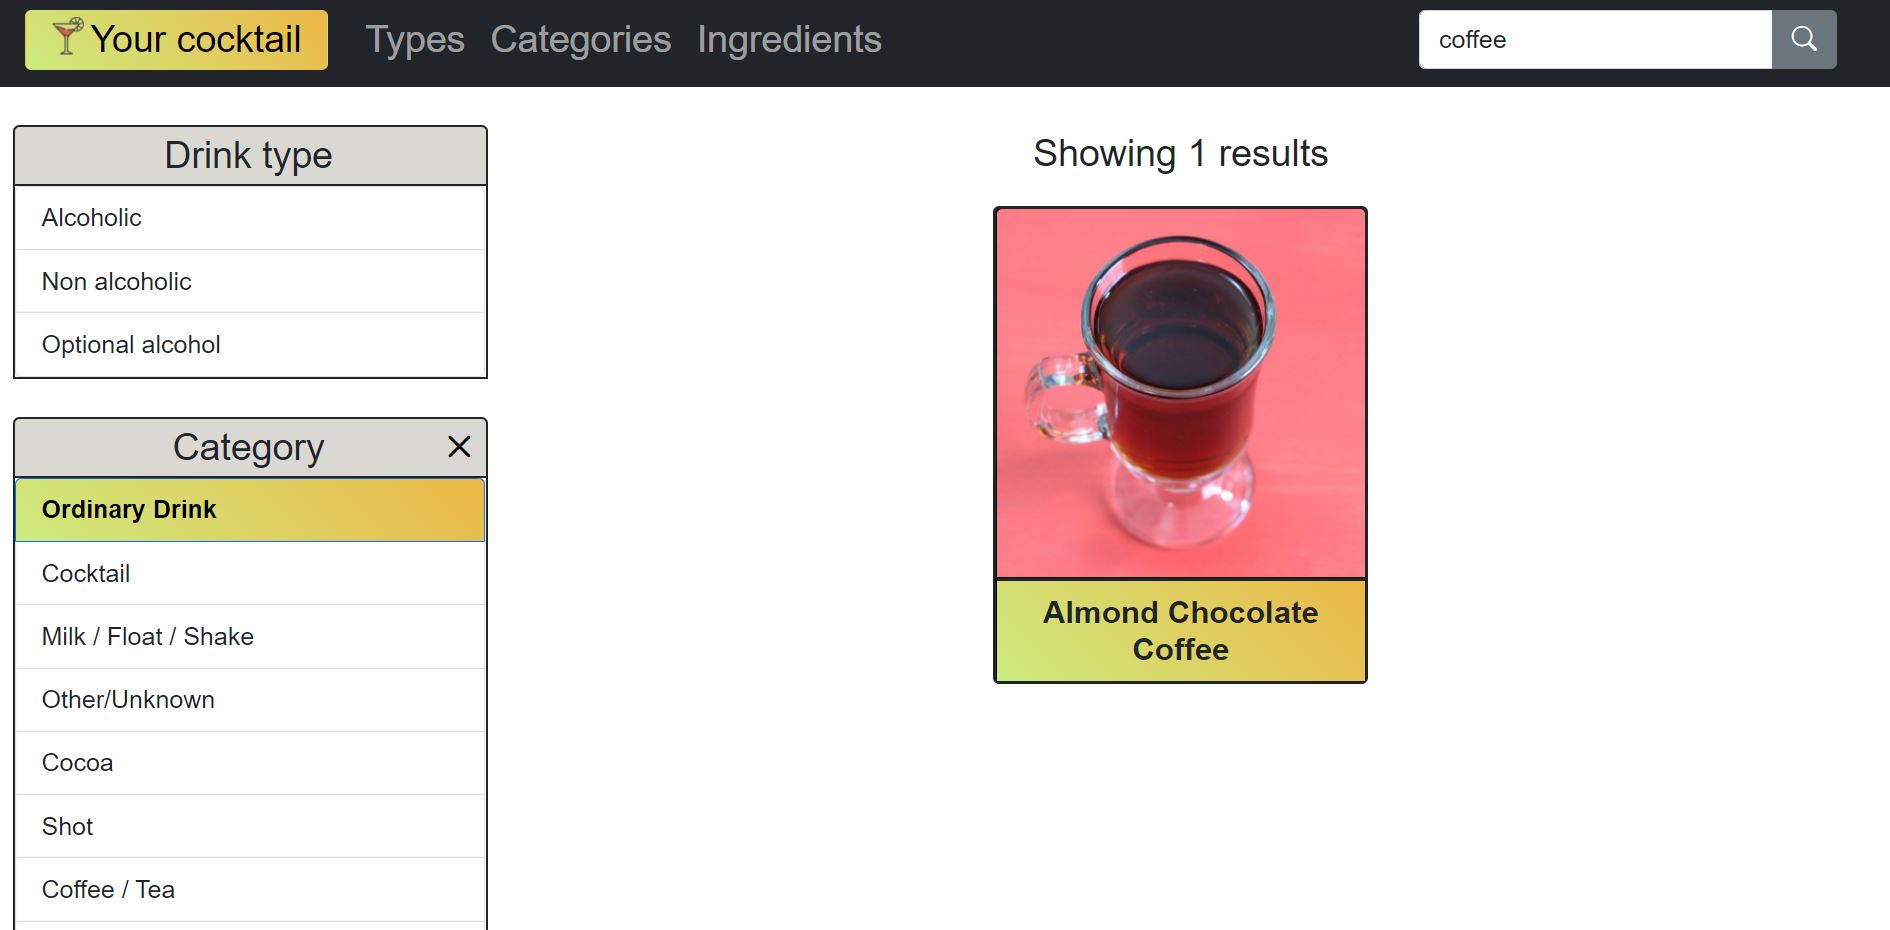 Your cocktail
Types
Categories
Ingredients
coffee
Drink type
Alcoholic
Non alcoholic
Optional alcohol
Category
Ordinary Drink
Cocktail
Milk / Float / Shake
Other/Unknown
Cocoa
Shot
Coffee / Tea
Showing 1 results
Almond Chocolate
Coffee